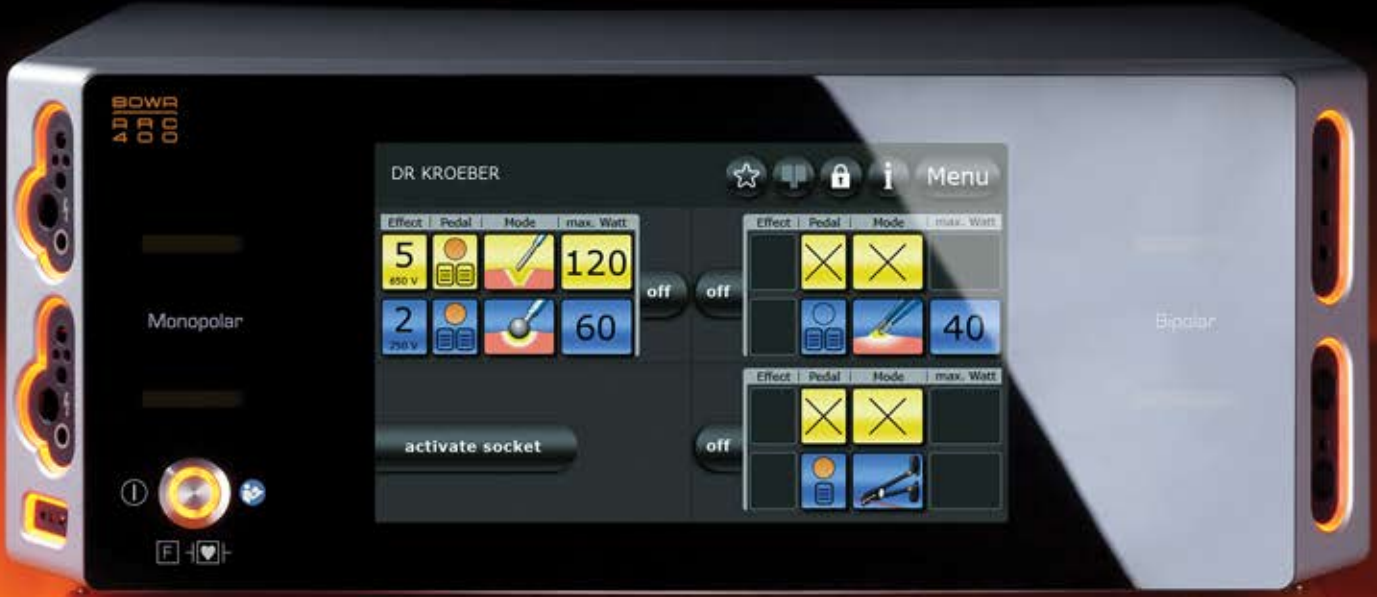 BOWA
ARC
400
DR KROEBER
i Menu
Effect Pedal Mode max. Watt
5
650 V
120
off
2
250 V
60
Effect Pedal Mode max. Watt
off
40
Monopolar
Bipolar
Effect Pedal Mode max. Watt
activate socket
off
F